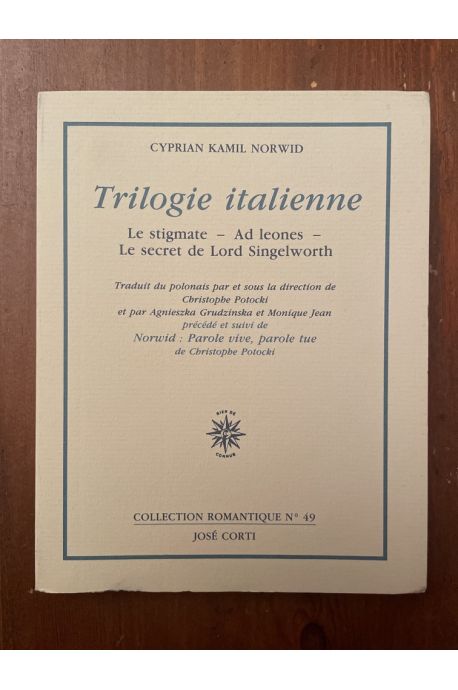 CYPRIAN KAMIL NORWID
Trilogie italienne
Le stigmate – Ad leones –
Le secret de Lord Singelworth
Traduit du polonais par et sous la direction de
Christophe Potocki
et par Agnieszka Grudzinska et Monique Jean
précédé et suivi de
Norwid : Parole vive, parole tue
de Christophe Potocki
RIEN DE
COMMUN
COLLECTION ROMANTIQUE N° 49
JOSÉ CORTI